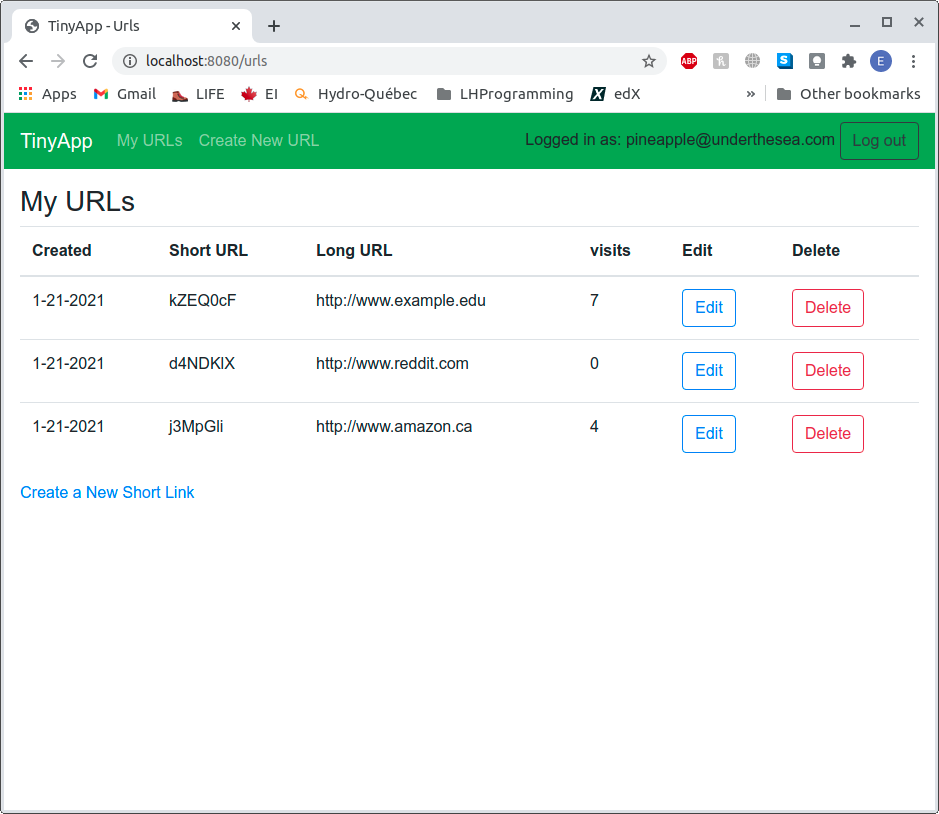 TinyApp - Urls
localhost:8080/urls
ABP
S
E
Apps Gmail LIFE EI Hydro-Québec LHProgramming edX » Other bookmarks
TinyApp My URLs Create New URL Logged in as: pineapple@underthesea.com Log out
My URLs
Created Short URL Long URL visits Edit Delete
1-21-2021 kZEQ0cF http://www.example.edu 7 Edit Delete
1-21-2021 d4NDKlX http://www.reddit.com 0 Edit Delete
1-21-2021 j3MpGli http://www.amazon.ca 4 Edit Delete
Create a New Short Link